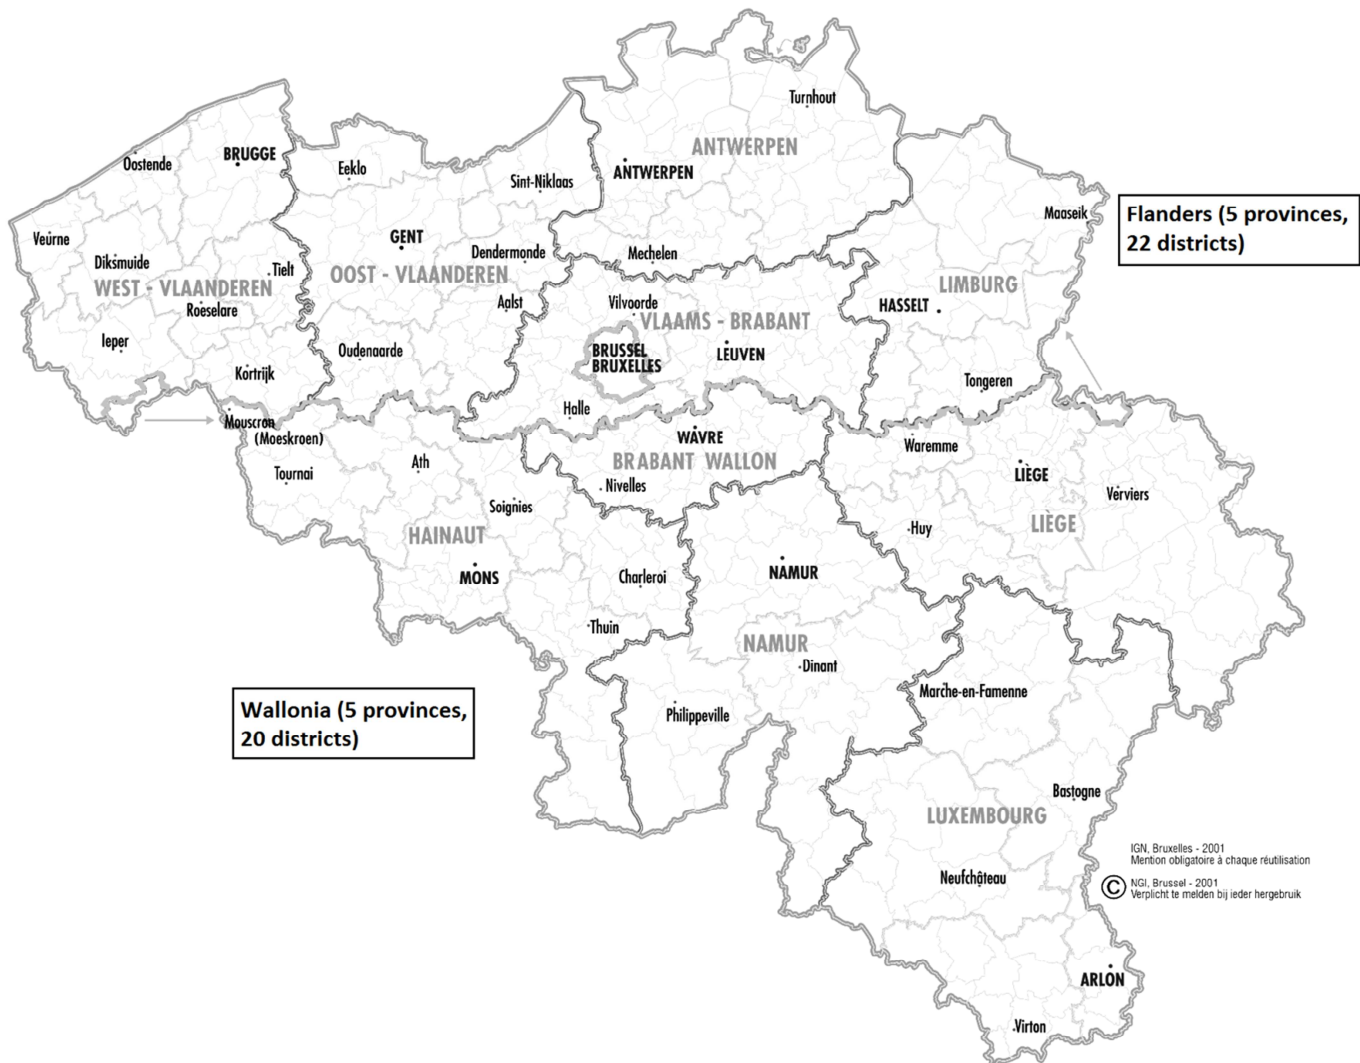 Turnhout
ANTWERPEN
ANTWERPEN
Oostende
BRUGGE
Eeklo
Sint-Niklaas
Maaseik
Flanders (5 provinces,
22 districts)
Veurne
GENT
Dendermonde
Mechelen
Diksmuide
Tielt
WEST - VLAANDEREN
OOST - VLAANDEREN
LIMBURG
Roeselare
Aalst
Vilvoorde
HASSELT
VLAAMS - BRABANT
Ieper
Oudenaarde
BRUSSEL
BRUXELLES
LEUVEN
Kortrijk
Tongeren
Halle
Mouscron
(Moeskroen)
WAVRE
Waremme
BRABANT WALLON
Tournai
Ath
LIÈGE
Nivelles
Verviers
Soignies
Huy
LIÈGE
HAINAUT
MONS
Charleroi
NAMUR
Thuin
NAMUR
Dinant
Marche-en-Famenne
Wallonia (5 provinces,
20 districts)
Philippeville
Bastogne
LUXEMBOURG
IGN, Bruxelles - 2001
Mention obligatoire à chaque réutilisation
Neufchâteau
© NGI, Brussel - 2001
Verplicht te melden bij ieder hergebruik
ARLON
Virton